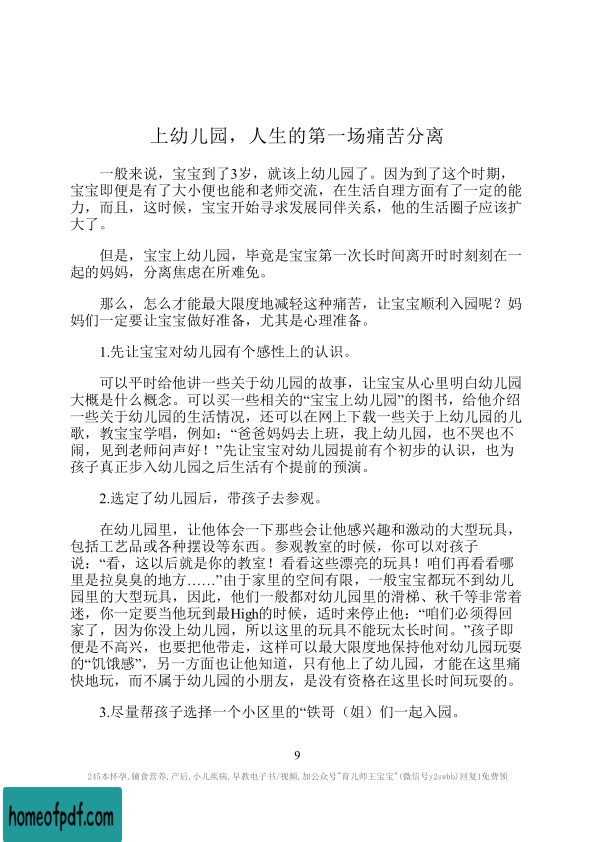 上幼儿园，人生的第一场痛苦分离
一般来说，宝宝到了3岁，就该上幼儿园了。因为到了这个时期，
宝宝即便是有了大小便也能和老师交流，在生活自理方面有了一定的能
力，而且，这时候，宝宝开始寻求发展同伴关系，他的生活圈子应该扩
大了。
但是，宝宝上幼儿园，毕竟是宝宝第一次长时间离开时时刻刻在一
起的妈妈，分离焦虑在所难免。
那么，怎么才能最大限度地减轻这种痛苦，让宝宝顺利入园呢？妈
妈们一定要让宝宝做好准备，尤其是心理准备。
1.先让宝宝对幼儿园有个感性上的认识。
可以平时给他讲一些关于幼儿园的故事，让宝宝从心里明白幼儿园
大概是什么概念。可以买一些相关的“宝宝上幼儿园”的图书，给他介绍
一些关于幼儿园的生活情况，还可以在网上下载一些关于上幼儿园的儿
歌，教宝宝学唱，例如：“爸爸妈妈去上班，我上幼儿园，也不哭也不
闹，见到老师问声好！”先让宝宝对幼儿园提前有个初步的认识，也为
孩子真正步入幼儿园之后生活有个提前的预演。
2.选定了幼儿园后，带孩子去参观。
在幼儿园里，让他体会一下那些会让他感兴趣和激动的大型玩具，
包括工艺品或各种摆设等东西。参观教室的时候，你可以对孩子
说：“看，这以后就是你的教室！看看这些漂亮的玩具！咱们再看看哪
里是拉臭臭的地方……”由于家里的空间有限，一般宝宝都玩不到幼儿
园里的大型玩具，因此，他们一般都对幼儿园里的滑梯、秋千等非常着
迷，你一定要当他玩到最High的时候，适时来停止他：“咱们必须得回
家了，因为你没上幼儿园，所以这里的玩具不能玩太长时间。”孩子即
便是不高兴，也要把他带走，这样可以最大限度地保持他对幼儿园玩耍
的“饥饿感”，另一方面也让他知道，只有他上了幼儿园，才能在这里痛
快地玩，而不属于幼儿园的小朋友，是没有资格在这里长时间玩耍的。
3.尽量帮孩子选择一个小区里的“铁哥（姐）们一起入园。
9
245本怀孕,辅食营养,产后,小儿疾病,早教电子书/视频,加公众号"育儿师王宝宝"(微信号y2swbb)回复1免费领
homeofpdf.com